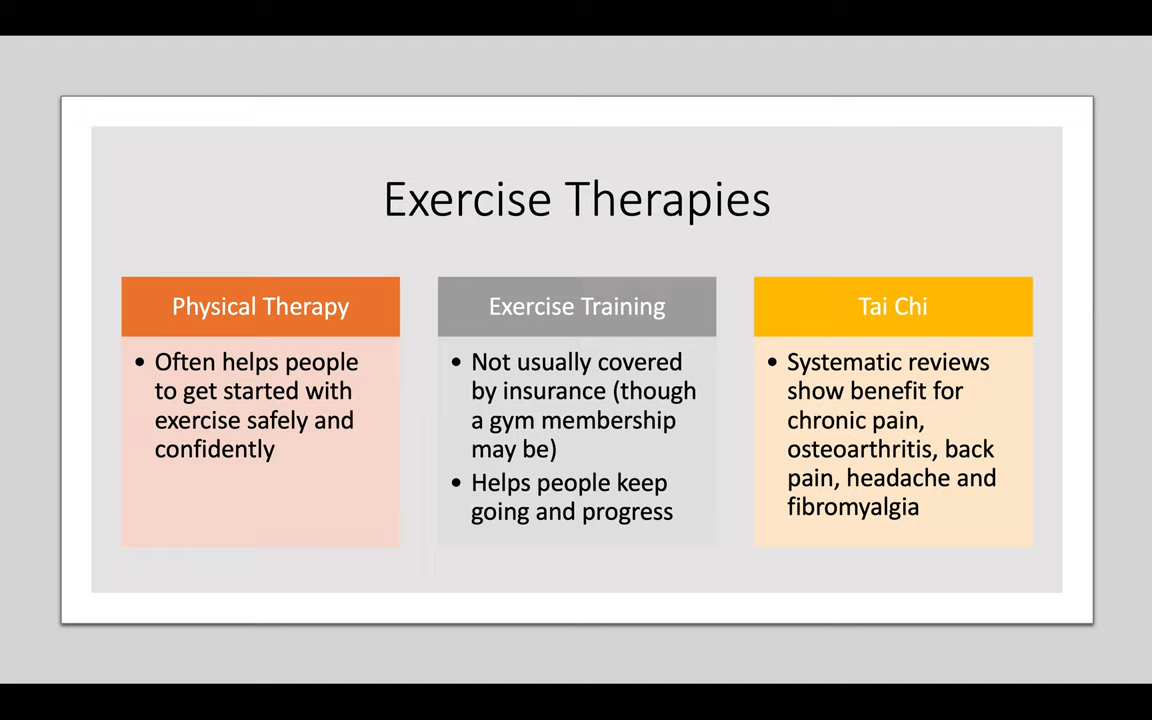 Exercise Therapies
Physical Therapy
• Often helps people
to get started with
exercise safely and
confidently
Exercise Training
• Not usually covered
by insurance (though
a gym membership
may be)
• Helps people keep
going and progress
Tai Chi
• Systematic reviews
show benefit for
chronic pain,
osteoarthritis, back
pain, headache and
fibromyalgia